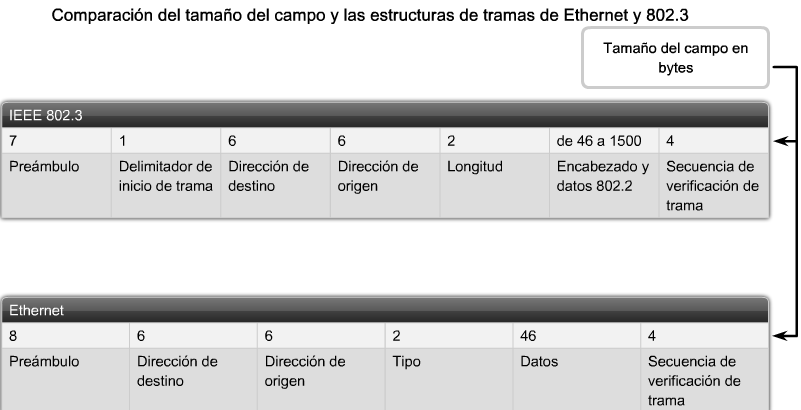 Comparación del tamaño del campo y las estructuras de tramas de Ethernet y 802.3
Tamaño del campo en
bytes
IEEE 802.3
7 1 6 6 2 de 46 a 1500 4
Preámbulo Delimitador de Dirección de Dirección de Longitud Encabezado y Secuencia de
inicio de trama destino origen datos 802.2 verificación de
trama
Ethernet
8 6 6 2 46 4
Preámbulo Dirección de Dirección de Tipo Datos Secuencia de
destino origen verificación de
trama